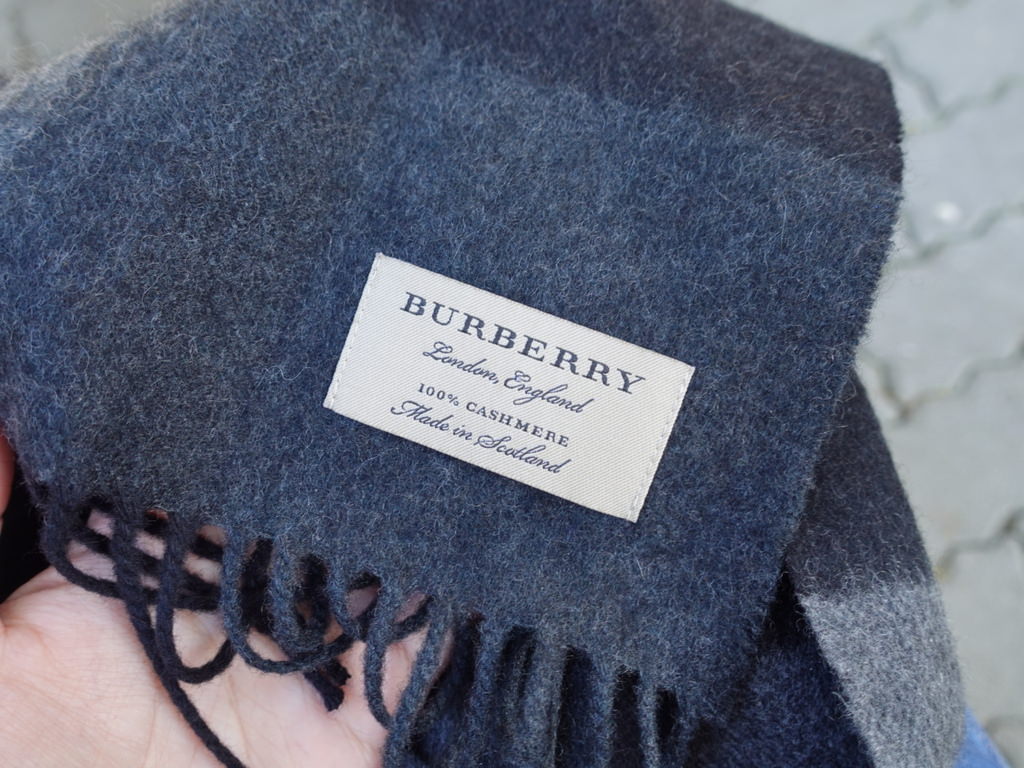 BURBERRY
London, England
100% CASHMERE
Made in Scotland